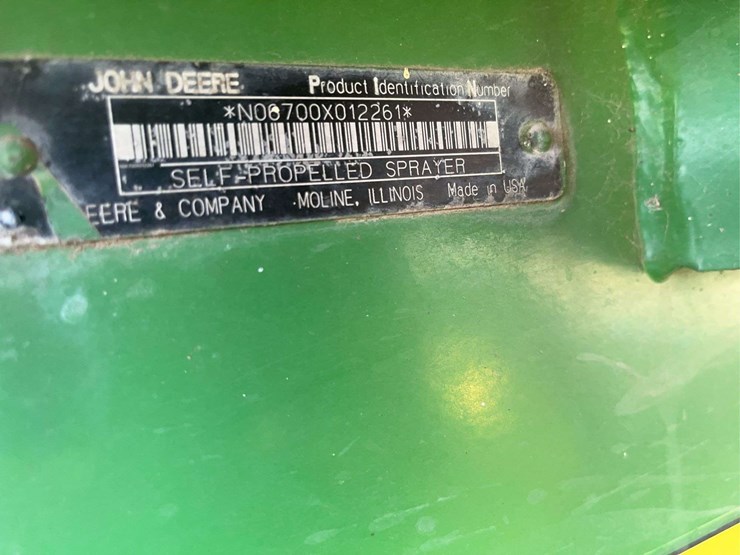 JOHN DEERE Product Identification Number
*N06700X012261*
SELF-PROPELLED SPRAYER
EERE & COMPANY MOLINE, ILLINOIS Made in USA